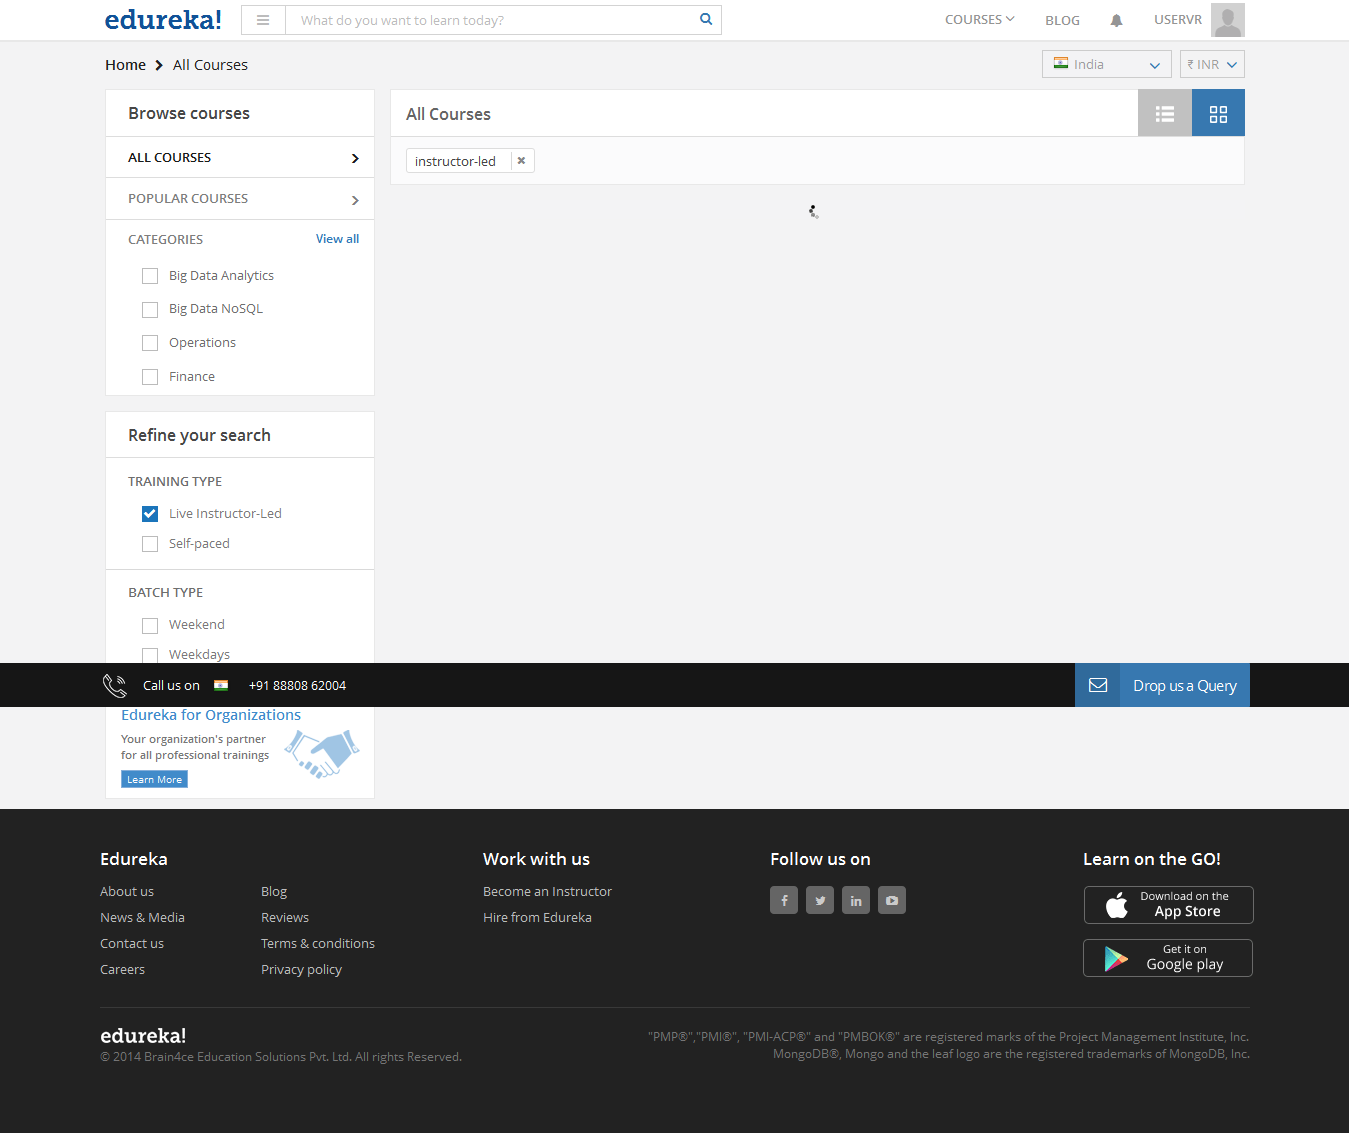 edureka!
What do you want to learn today?
COURSES
BLOG
USERVR
Home
All Courses
India
₹ INR
Browse courses
ALL COURSES
POPULAR COURSES
CATEGORIES
View all
Big Data Analytics
Big Data NoSQL
Operations
Finance
All Courses
instructor-led
Refine your search
TRAINING TYPE
Live Instructor-Led
Self-paced
BATCH TYPE
Weekend
Weekdays
Call us on
+91 88808 62004
Drop us a Query
Edureka for Organizations
Your organization's partner
for all professional trainings
Learn More
Edureka
About us
News & Media
Contact us
Careers
Blog
Reviews
Terms & conditions
Privacy policy
Work with us
Become an Instructor
Hire from Edureka
Follow us on
Learn on the GO!
Download on the
App Store
Get it on
Google play
edureka!
© 2014 Brain4ce Education Solutions Pvt. Ltd. All rights Reserved.
"PMP®","PMI®", "PMI-ACP®" and "PMBOK®" are registered marks of the Project Management Institute, Inc.
MongoDB®, Mongo and the leaf logo are the registered trademarks of MongoDB, Inc.